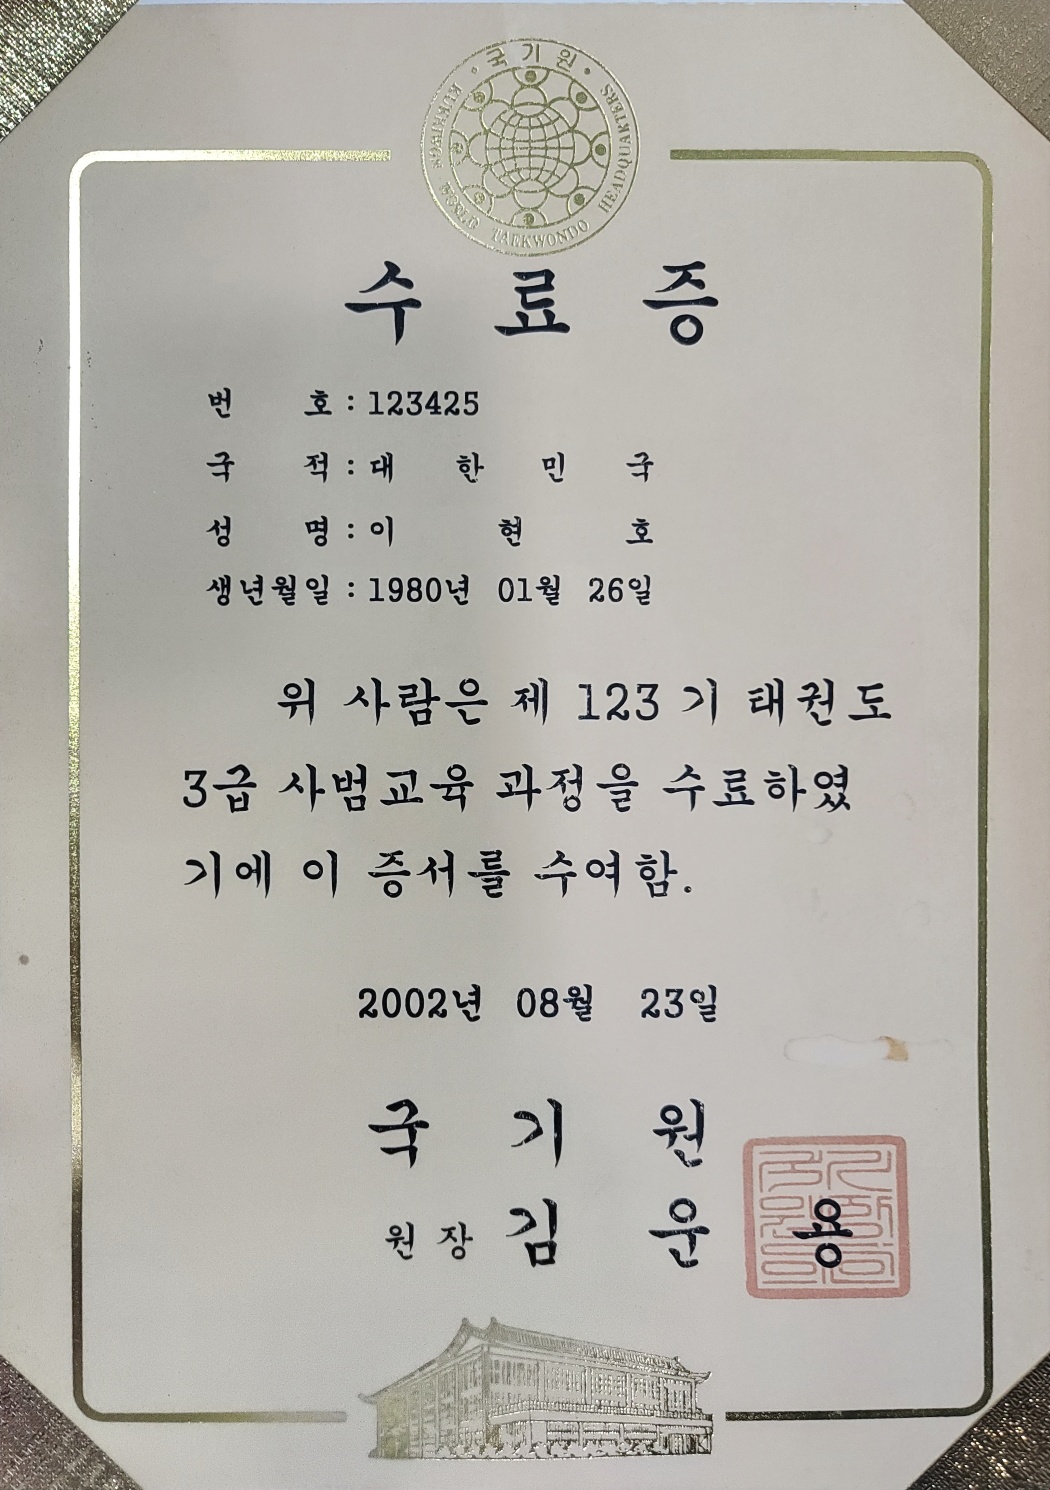 국기원
KUKKIWON WORLD TAEKWONDO HEADQUARTERS
수 료 증
번 호 : 123425
국 적 : 대 한 민 국
성 명 : 이 현 호
생년월일 : 1980년 01월 26일
위 사람은 제 123 기 태권도
3급 사범교육 과정을 수료하였
기에 이 증서를 수여함.
2002년 08월 23일
국 기 원
원 장 김 운 용